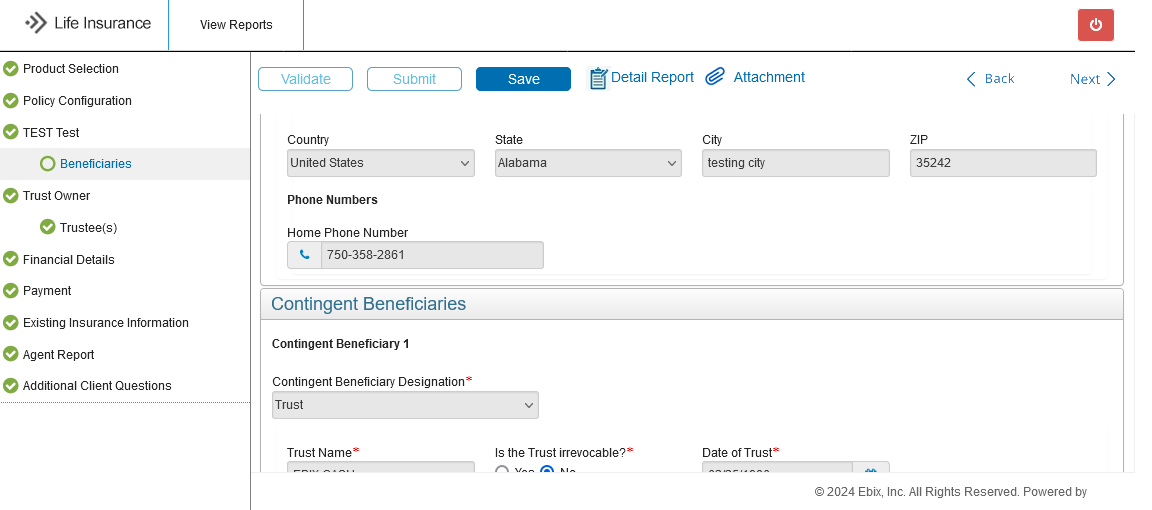 Life Insurance
View Reports
Product Selection
Policy Configuration
TEST Test
Beneficiaries
Trust Owner
Trustee(s)
Financial Details
Payment
Existing Insurance Information
Agent Report
Additional Client Questions
Validate Submit Save Detail Report Attachment Back Next
Country State City ZIP
United States Alabama testing city 35242
Phone Numbers
Home Phone Number
750-358-2861
Contingent Beneficiaries
Contingent Beneficiary 1
Contingent Beneficiary Designation*
Trust
Trust Name* Is the Trust irrevocable?* Date of Trust*
Yes No
© 2024 Ebix, Inc. All Rights Reserved. Powered by